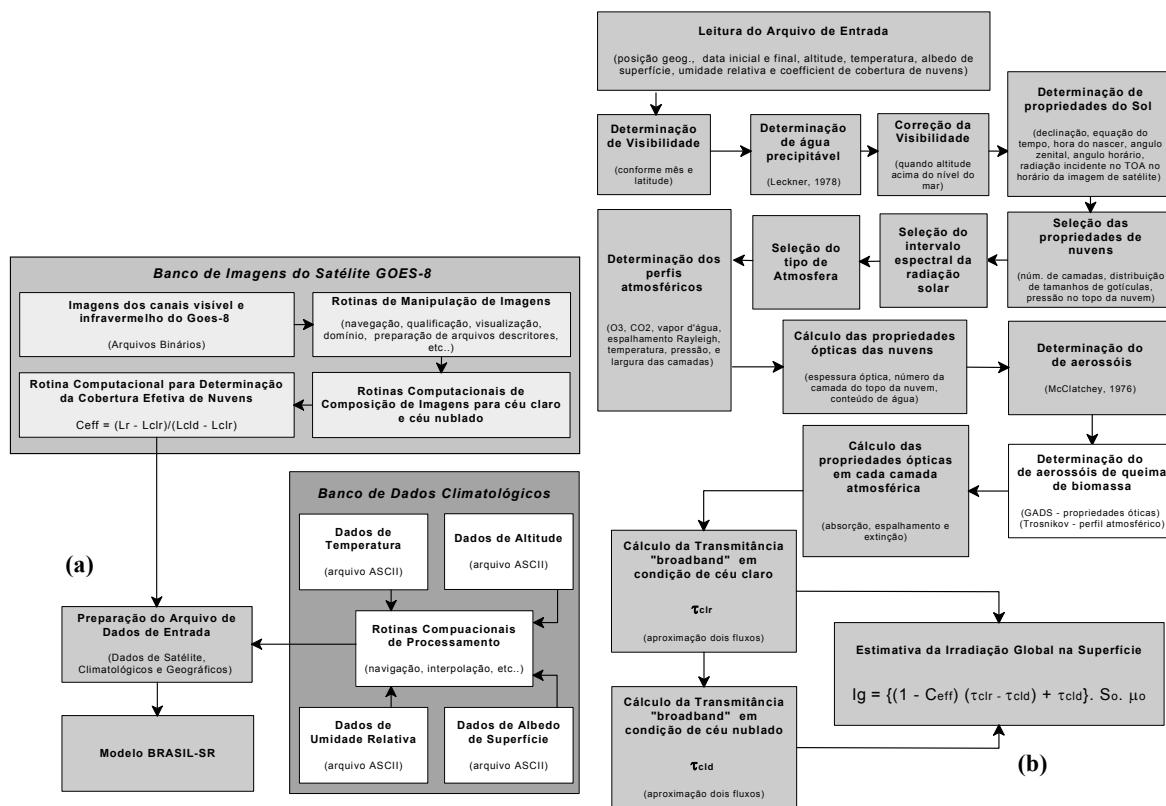 Banco de Imagens do Satélite GOES-8
Imagens dos canais visível e
infravermelho do Goes-8
(Arquivos Binários)
Rotinas de Manipulação de Imagens
(navegação, qualificação, visualização,
domínio, preparação de arquivos descritores,
etc..)
Rotina Computacional para Determinação
da Cobertura Efetiva de Nuvens
Ceff = (Lr - Lclr)/(Lcld - Lclr)
Rotinas Computacionais de
Composição de Imagens para céu claro
e céu nublado
(a)
Banco de Dados Climatológicos
Dados de
Temperatura
(arquivo ASCII)
Dados de Altitude
(arquivo ASCII)
Rotinas Compuacionais
de Processamento
(navegação, interpolação, etc..)
Dados de
Umidade Relativa
(arquivo ASCII)
Dados de Albedo
de Superfície
(arquivo ASCII)
Preparação do Arquivo de
Dados de Entrada
(Dados de Satélite,
Climatológicos e Geográficos)
Modelo BRASIL-SR
Leitura do Arquivo de Entrada
(posição geog., data inicial e final, altitude, temperatura, albedo de
superfície, umidade relativa e coefficient de cobertura de nuvens)
Determinação
de Visibilidade
(conforme mês e
latitude)
Determinação
de água
precipitável
(Leckner, 1978)
Correção da
Visibilidade
(quando altitude
acima do nível do
mar)
Determinação de
propriedades do Sol
(declinação, equação do
tempo, hora do nascer, angulo
zenital, angulo horário,
radiação incidente no TOA no
horário da imagem de satélite)
Seleção das
propriedades de
nuvens
(núm. de camadas, distribuição
de tamanhos de gotículas,
pressão no topo da nuvem)
Seleção do
intervalo
espectral da
radiação
solar
Seleção do
tipo de
Atmosfera
Determinação dos
perfis
atmosféricos
(O3, CO2, vapor d'água,
espalhamento Rayleigh,
temperatura, pressão, e
largura das camadas)
Cálculo das propriedades
ópticas das nuvens
(espessura óptica, número da
camada do topo da nuvem,
conteúdo de água)
Determinação do
de aerossóis
(McClatchey, 1976)
Determinação do
de aerossóis de queima
de biomassa
(GADS - propriedades óticas)
(Trosnikov - perfil atmosférico)
Cálculo das
propriedades ópticas
em cada camada
atmosférica
(absorção, espalhamento e
extinção)
Cálculo da Transmitância
"broadband" em
condição de céu claro
τclr
(aproximação dois fluxos)
Cálculo da Transmitância
"broadband" em
condição de céu nublado
τcld
(aproximação dois fluxos)
Estimativa da Irradiação Global na Superfície
Ig = {(1 - Ceff) (τclr - τcld) + τcld}. So. μo
(b)